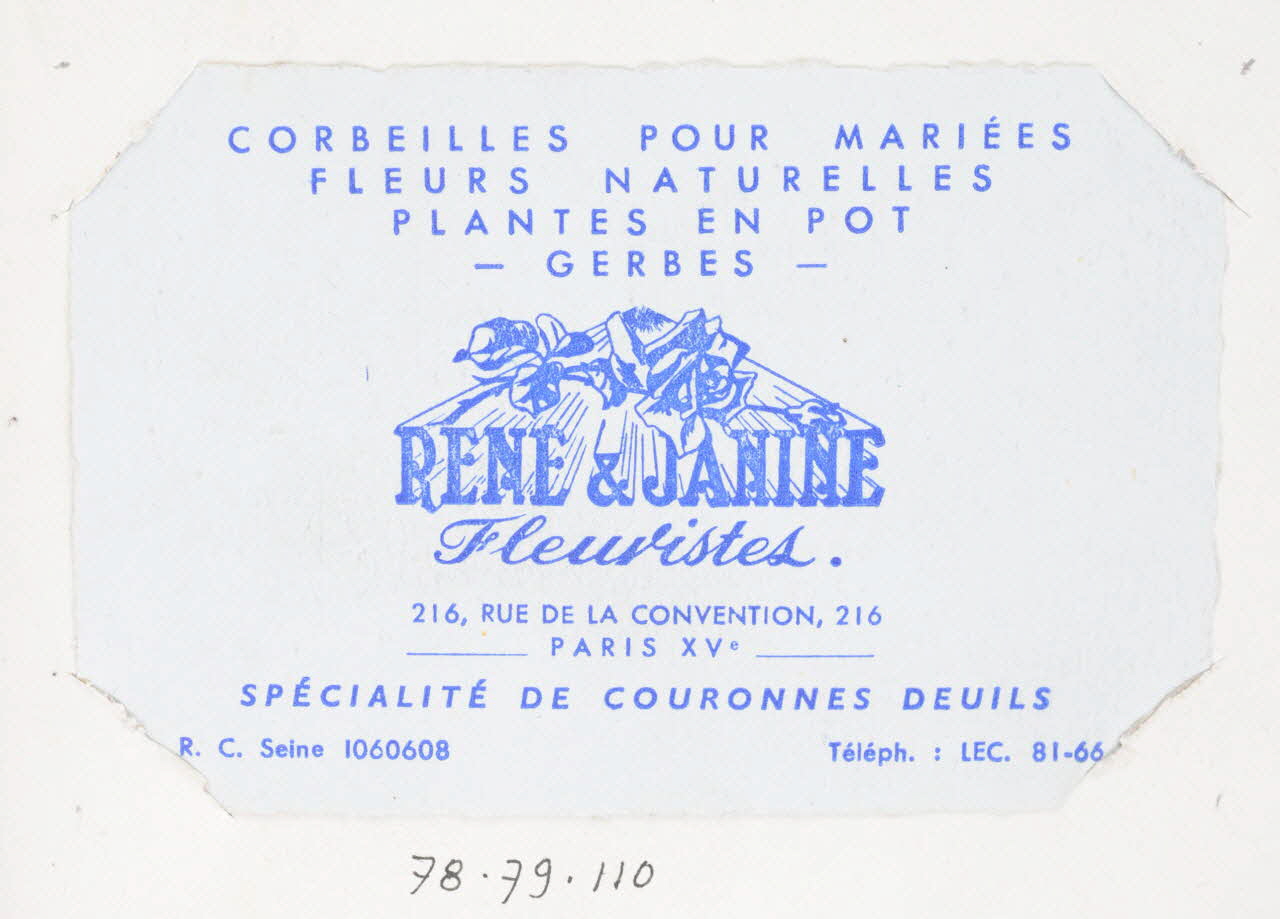 CORBEILLES POUR MARIÉES
FLEURS NATURELLES
PLANTES EN POT
— GERBES —
RENE & JANINE
Fleuristes.
216, RUE DE LA CONVENTION, 216
PARIS XVᵉ
SPÉCIALITÉ DE COURONNES DEUILS
R. C. Seine 1060608 Téléph. : LEC. 81-66
78.79.110